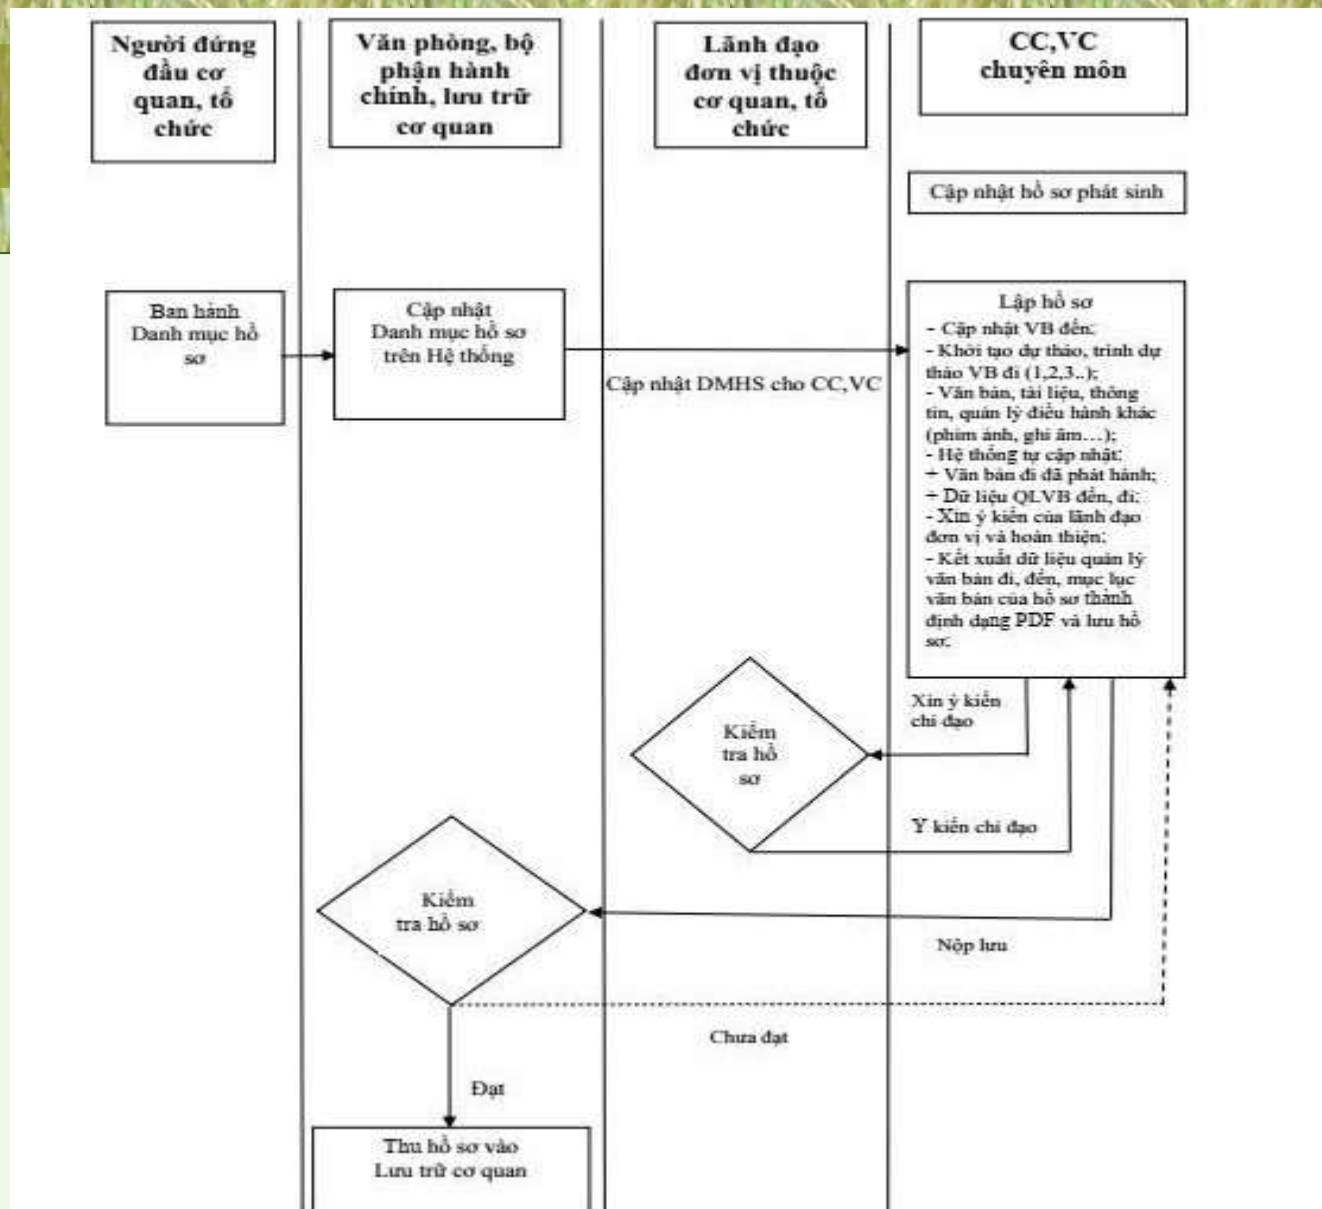 Người đứng
đầu cơ
quan, tổ
chức
Văn phòng, bộ
phận hành
chính, lưu trữ
cơ quan
Lãnh đạo
đơn vị thuộc
cơ quan, tổ
chức
CC,VC
chuyên môn
Cập nhật hồ sơ phát sinh
Ban hành
Danh mục hồ
sơ
Cập nhật
Danh mục hồ sơ
trên Hệ thống
Cập nhật DMHS cho CC,VC
Lập hồ sơ
- Cập nhật VB đến;
- Khởi tạo dự thảo, trình dự
thảo VB đi (1,2,3..);
- Văn bản, tài liệu, thông
tin, quản lý điều hành khác
(phim ảnh, ghi âm…);
- Hệ thống tự cập nhật:
+ Văn bản đi đã phát hành;
+ Dữ liệu QLVB đến, đi;
- Xin ý kiến của lãnh đạo
đơn vị và hoàn thiện;
- Kết xuất dữ liệu quản lý
văn bản đi, đến, mục lục
văn bản của hồ sơ thành
định dạng PDF và lưu hồ
sơ;
Xin ý kiến
chỉ đạo
Kiểm
tra hồ
sơ
Ý kiến chỉ đạo
Kiểm
tra hồ sơ
Nộp lưu
Chưa đạt
Đạt
Thu hồ sơ vào
Lưu trữ cơ quan